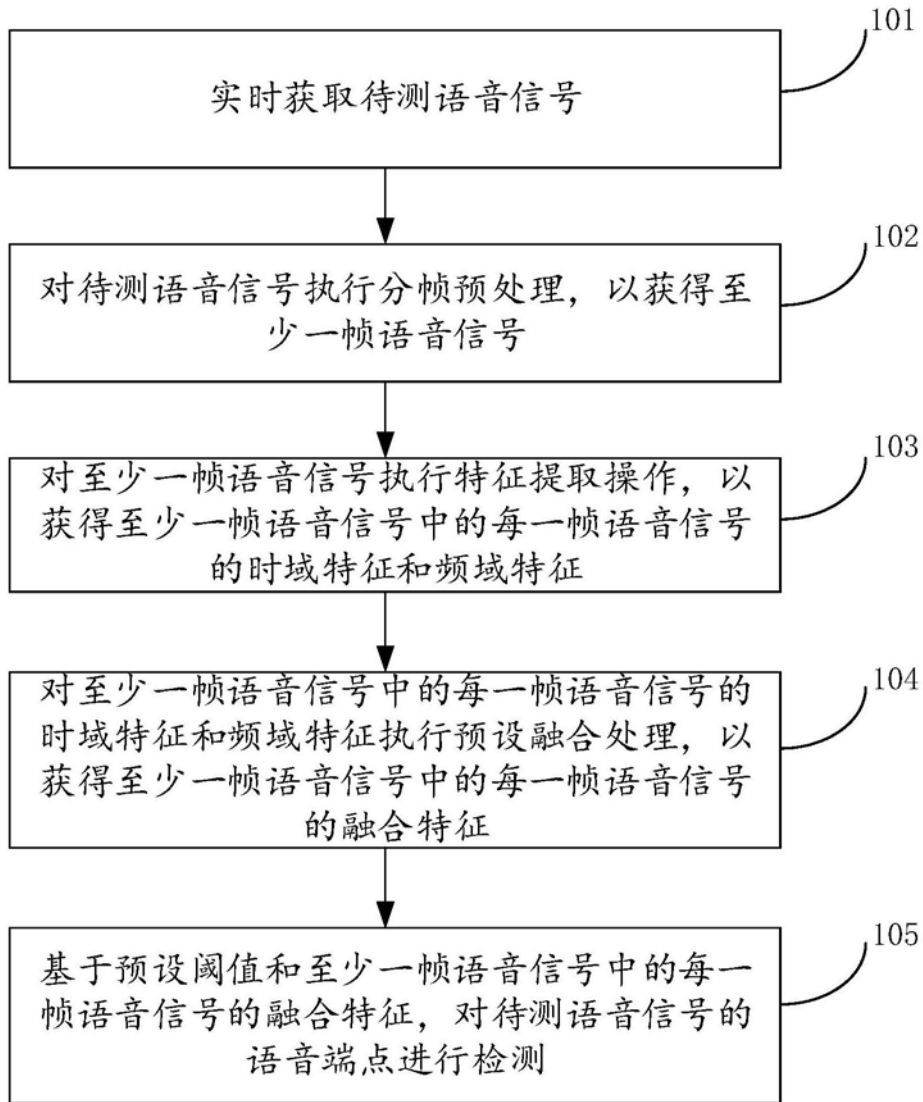 101
实时获取待测语音信号
102
对待测语音信号执行分帧预处理，以获得至
少一帧语音信号
103
对至少一帧语音信号执行特征提取操作，以
获得至少一帧语音信号中的每一帧语音信号
的时域特征和频域特征
104
对至少一帧语音信号中的每一帧语音信号的
时域特征和频域特征执行预设融合处理，以
获得至少一帧语音信号中的每一帧语音信号
的融合特征
105
基于预设阈值和至少一帧语音信号中的每一
帧语音信号的融合特征，对待测语音信号的
语音端点进行检测